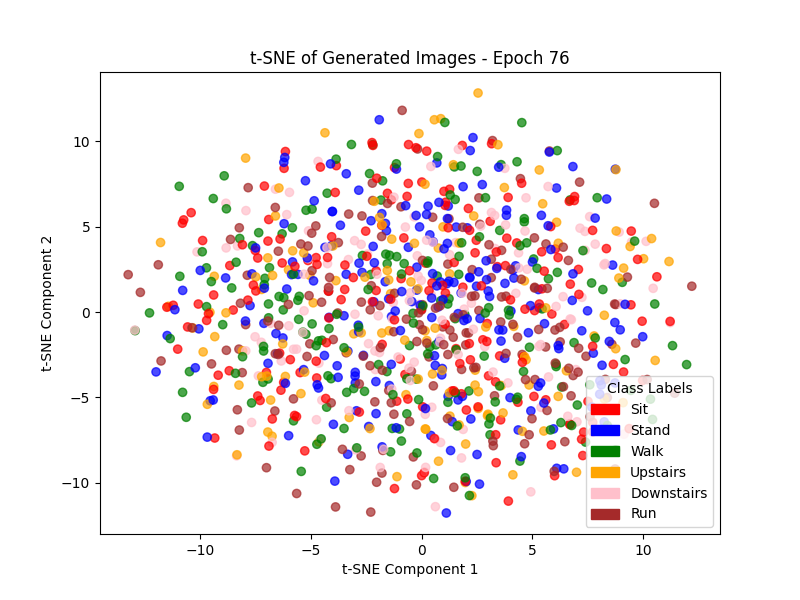 t-SNE of Generated Images - Epoch 76
10
5
0
−5
−10
t-SNE Component 2
−10
−5
0
5
10
t-SNE Component 1
Class Labels
Sit
Stand
Walk
Upstairs
Downstairs
Run